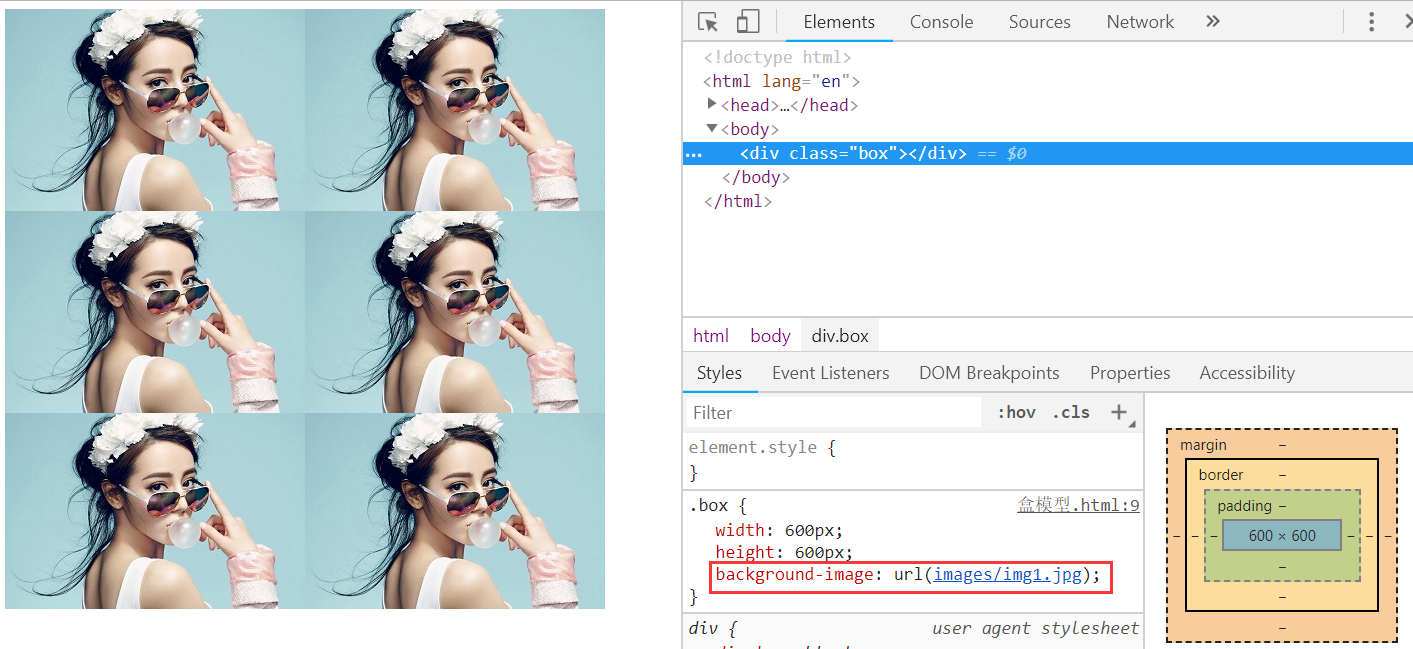 Elements Console Sources Network »
<!doctype html>
<html lang="en">
<head>…</head>
<body>
... <div class="box"></div> == $0
</body>
</html>
html body div.box
Styles Event Listeners DOM Breakpoints Properties Accessibility
Filter :hov .cls +
element.style {
}
.box { 盒模型.html:9
width: 600px;
height: 600px;
background-image: url(images/img1.jpg);
}
div { user agent stylesheet
margin –
border –
padding –
– – – 600 × 600 – – –
–
–
–